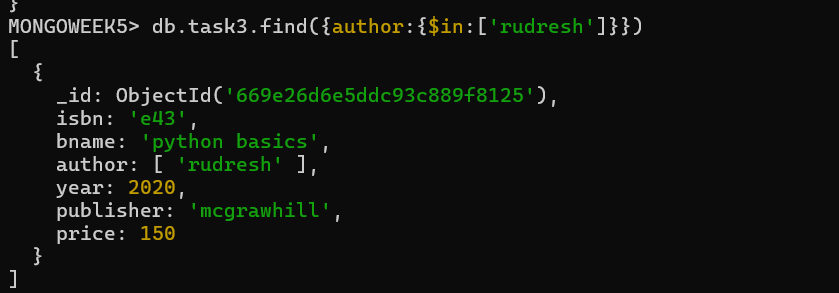 }
MONGOWEEK5> db.task3.find({author:{$in:['rudresh']}})
[
  {
    _id: ObjectId('669e26d6e5ddc93c889f8125'),
    isbn: 'e43',
    bname: 'python basics',
    author: [ 'rudresh' ],
    year: 2020,
    publisher: 'mcgrawhill',
    price: 150
  }
]